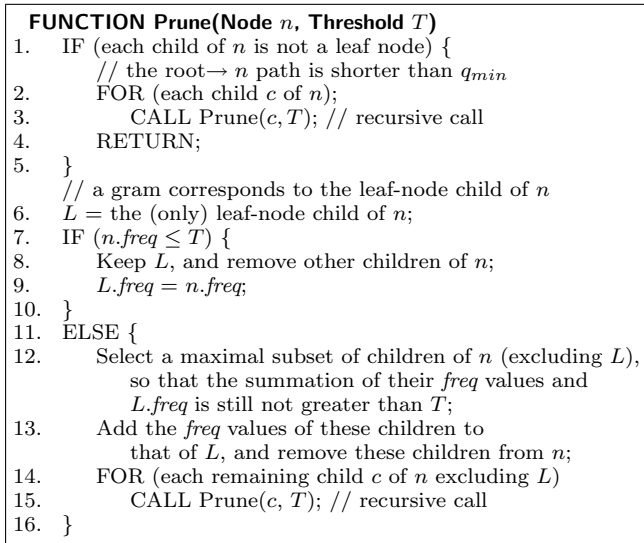 FUNCTION Prune(Node n, Threshold T)
1. IF (each child of n is not a leaf node) {
// the root→ n path is shorter than qmin
2. FOR (each child c of n);
3. CALL Prune(c, T); // recursive call
4. RETURN;
5. }
// a gram corresponds to the leaf-node child of n
6. L = the (only) leaf-node child of n;
7. IF (n.freq ≤ T) {
8. Keep L, and remove other children of n;
9. L.freq = n.freq;
10. }
11. ELSE {
12. Select a maximal subset of children of n (excluding L),
so that the summation of their freq values and
L.freq is still not greater than T;
13. Add the freq values of these children to
that of L, and remove these children from n;
14. FOR (each remaining child c of n excluding L)
15. CALL Prune(c, T); // recursive call
16. }